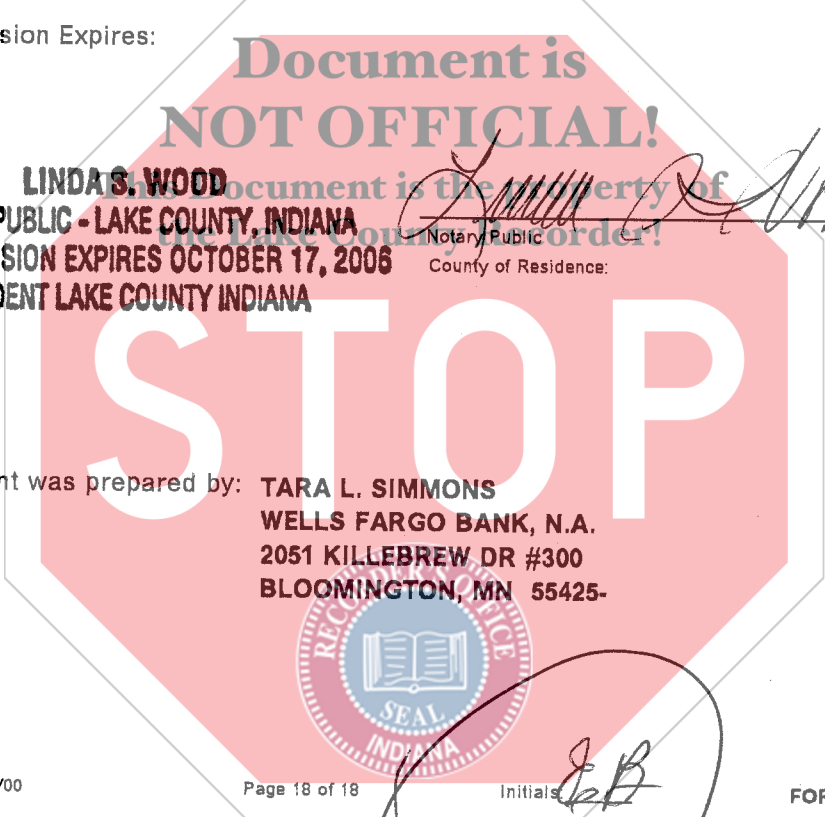 sion Expires:
Document is
NOT OFFICIAL!
This Document is the property of
the Lake County Recorder!
LINDA S. WOOD
PUBLIC - LAKE COUNTY, INDIANA
SION EXPIRES OCTOBER 17, 2006
DENT LAKE COUNTY INDIANA
Notary Public
County of Residence:
STOP
nt was prepared by: TARA L. SIMMONS
WELLS FARGO BANK, N.A.
2051 KILLEBREW DR #300
BLOOMINGTON, MN 55425-
RECORDER'S OFFICE
SEAL
INDIANA
/00 Page 18 of 18 Initials: EB FOR